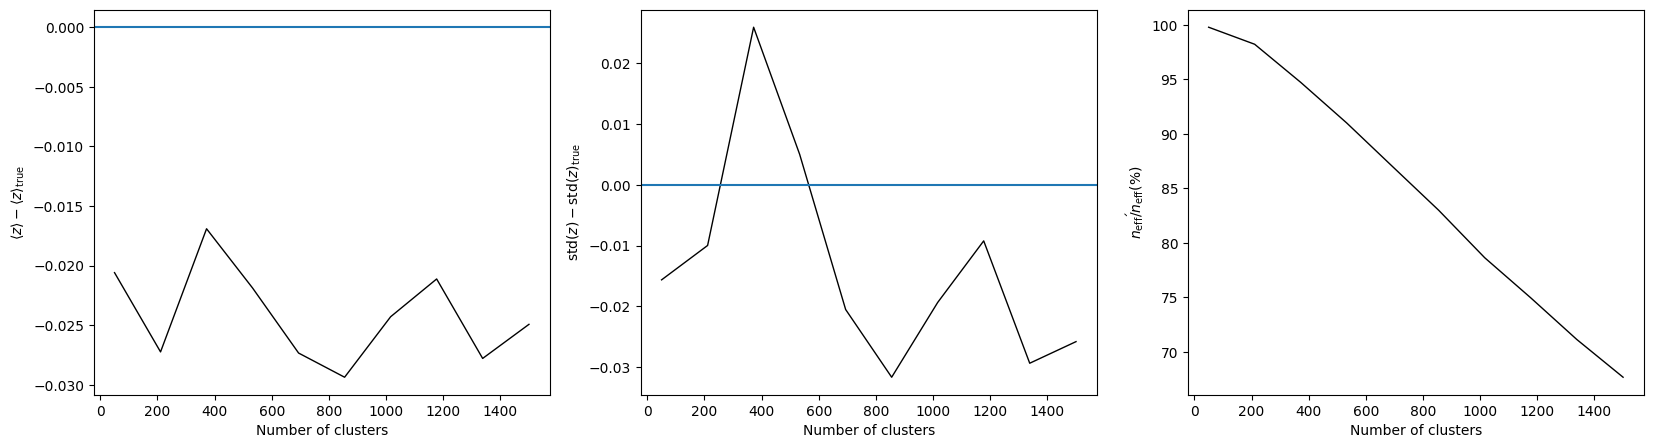 0.000
−0.005
−0.010
−0.015
−0.020
−0.025
−0.030
⟨z⟩ − ⟨z⟩true
0 200 400 600 800 1000 1200 1400
Number of clusters
0.02
0.01
0.00
−0.01
−0.02
−0.03
std(z) − std(z)true
0 200 400 600 800 1000 1200 1400
Number of clusters
100
95
90
85
80
75
70
n′eff/neff(%)
0 200 400 600 800 1000 1200 1400
Number of clusters